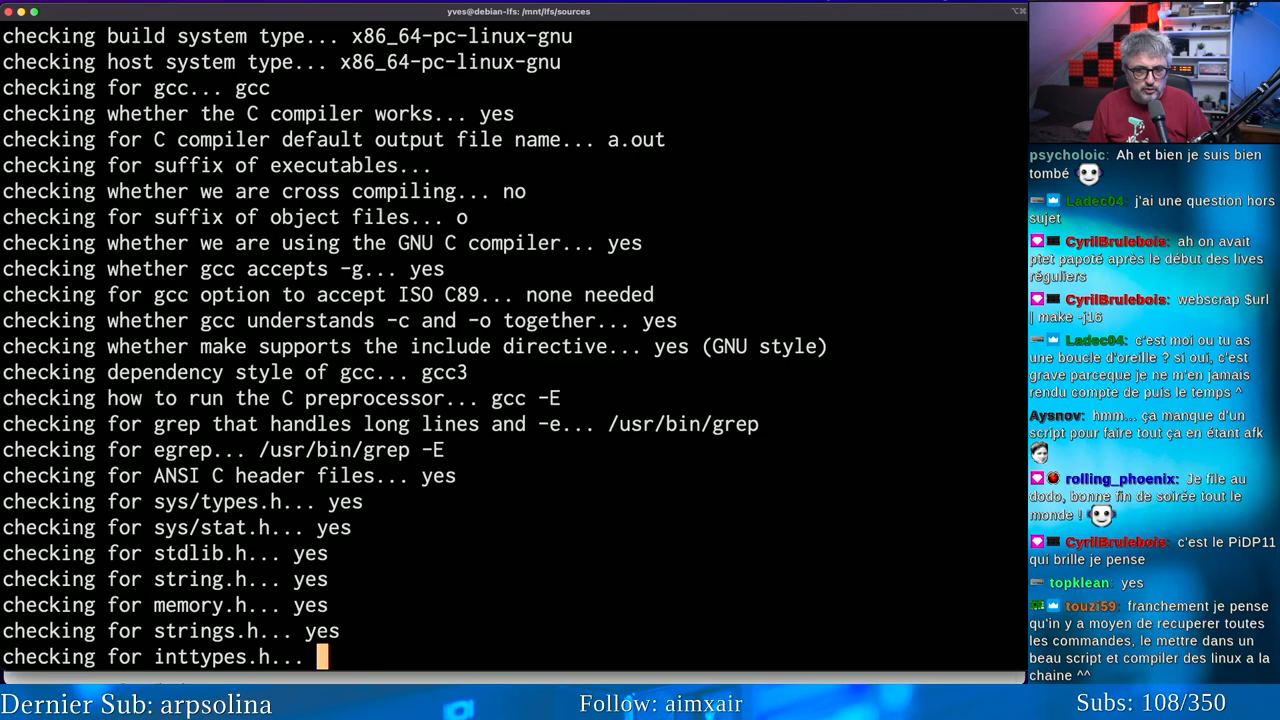 yves@debian-lfs: /mnt/lfs/sources
⌥⌘
checking build system type... x86_64-pc-linux-gnu
checking host system type... x86_64-pc-linux-gnu
checking for gcc... gcc
checking whether the C compiler works... yes
checking for C compiler default output file name... a.out
checking for suffix of executables...
checking whether we are cross compiling... no
checking for suffix of object files... o
checking whether we are using the GNU C compiler... yes
checking whether gcc accepts -g... yes
checking for gcc option to accept ISO C89... none needed
checking whether gcc understands -c and -o together... yes
checking whether make supports the include directive... yes (GNU style)
checking dependency style of gcc... gcc3
checking how to run the C preprocessor... gcc -E
checking for grep that handles long lines and -e... /usr/bin/grep
checking for egrep... /usr/bin/grep -E
checking for ANSI C header files... yes
checking for sys/types.h... yes
checking for sys/stat.h... yes
checking for stdlib.h... yes
checking for string.h... yes
checking for memory.h... yes
checking for strings.h... yes
checking for inttypes.h...
psycholoic: Ah et bien je suis bien
tombé
Ladec04: j'ai une question hors
sujet
CyrilBrulebois: ah on avait
ptet papoté après le début des lives
réguliers
CyrilBrulebois: webscrap $url
| make -j16
Ladec04: c'est moi ou tu as
une boucle d'oreille ? si oui, c'est
grave parceque je ne m'en jamais
rendu compte de puis le temps ^
Aysnov: hmm... ça manque d'un
script pour faire tout ça en étant afk
rolling_phoenix: Je file au
dodo, bonne fin de soirée tout le
monde !
CyrilBrulebois: c'est le PiDP11
qui brille je pense
topklean: yes
touzi59: franchement je pense
qu'in y a moyen de recuperer toutes
les commandes, le mettre dans un
beau script et compiler des linux a la
chaine ^^
Dernier Sub: arpsolina
Follow: aimxair
Subs: 108/350